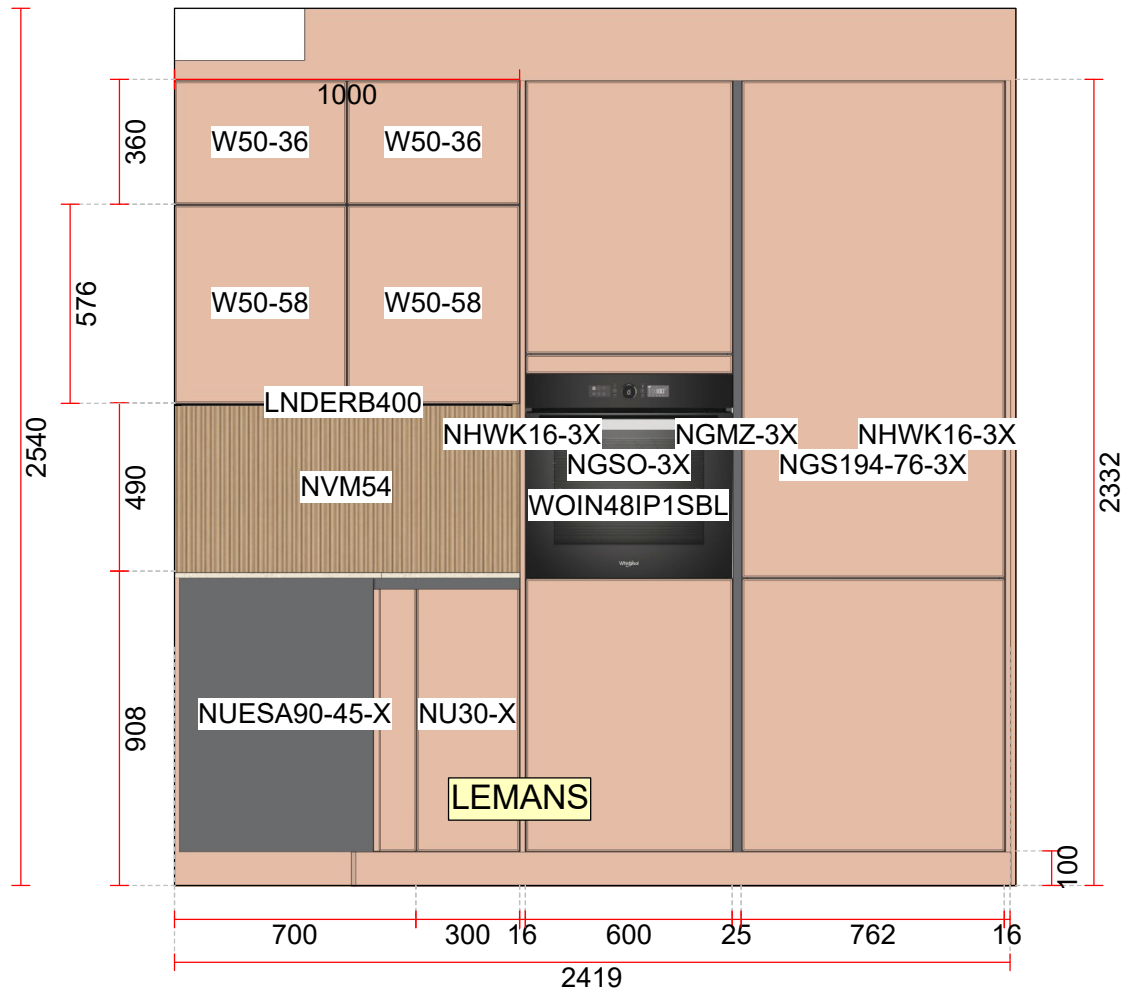 1000
W50-36 W50-36
360
W50-58 W50-58
576
LNDERB400
2540
NHWK16-3X NGMZ-3X NHWK16-3X
NGSO-3X NGS194-76-3X
490
NVM54
WOIN48IP1SBL
2332
Whirlpool
NUESA90-45-X NU30-X
908
LEMANS
100
700 300 16 600 25 762 16
2419